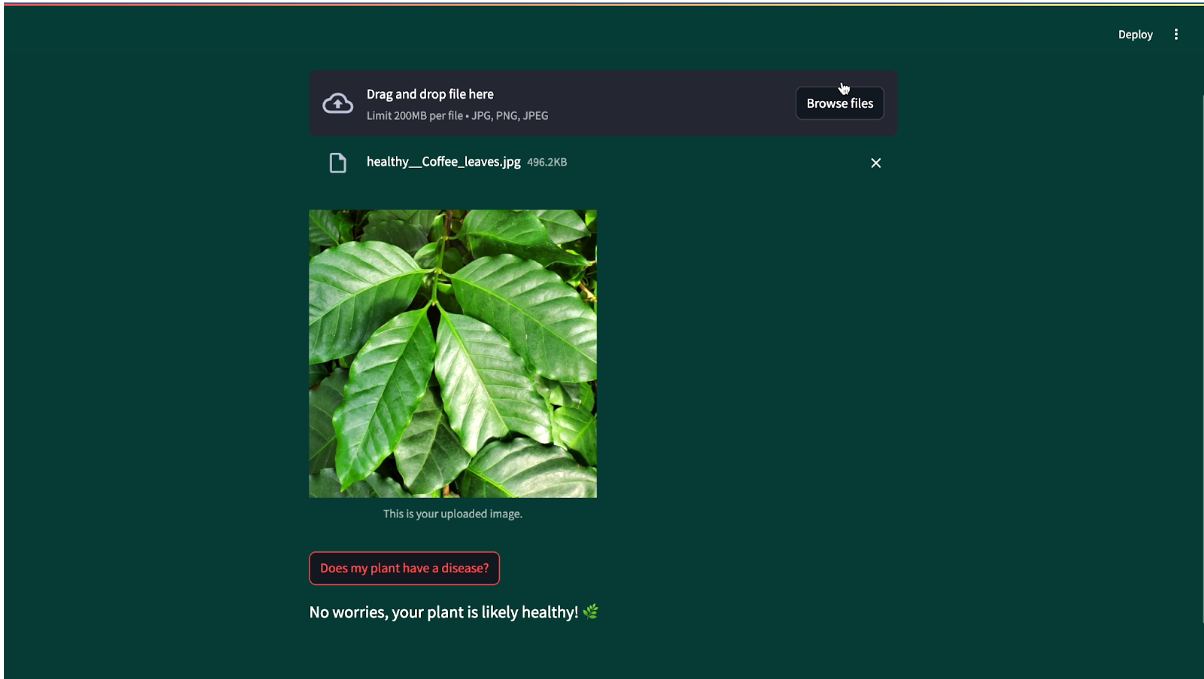 Deploy
Drag and drop file here
Limit 200MB per file • JPG, PNG, JPEG
Browse files
healthy__Coffee_leaves.jpg 496.2KB
This is your uploaded image.
Does my plant have a disease?
No worries, your plant is likely healthy! 🌿